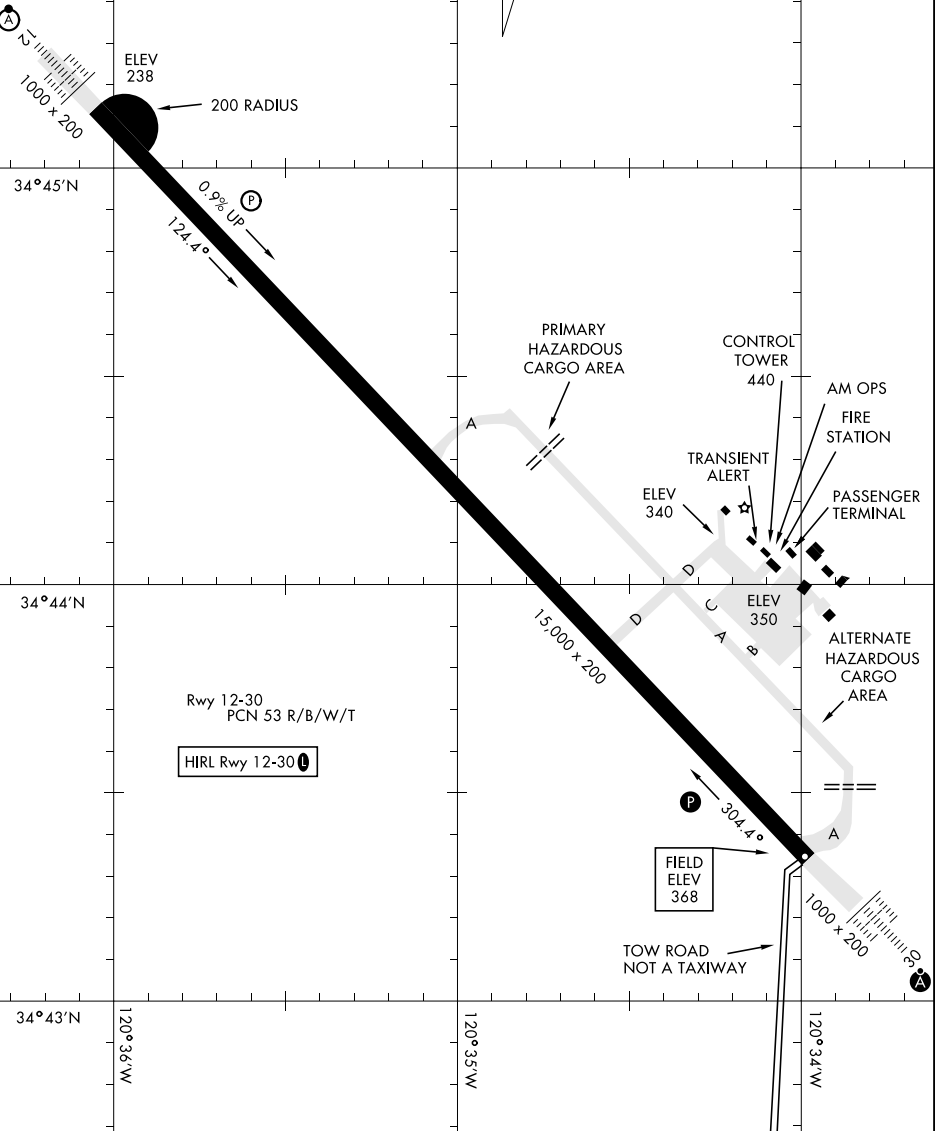 A
12
1000 x 200
ELEV
238
200 RADIUS
34°45'N
0.9% UP
P
124.4°
PRIMARY
HAZARDOUS
CARGO AREA
CONTROL
TOWER
440
AM OPS
FIRE
STATION
A
TRANSIENT
ALERT
ELEV
340
PASSENGER
TERMINAL
34°44'N
D
D
C
A
B
ELEV
350
15,000 x 200
ALTERNATE
HAZARDOUS
CARGO
AREA
Rwy 12-30
PCN 53 R/B/W/T
HIRL Rwy 12-30 L
P
304.4°
A
FIELD
ELEV
368
1000 x 200
TOW ROAD
NOT A TAXIWAY
30
A
34°43'N
120°36'W
120°35'W
120°34'W